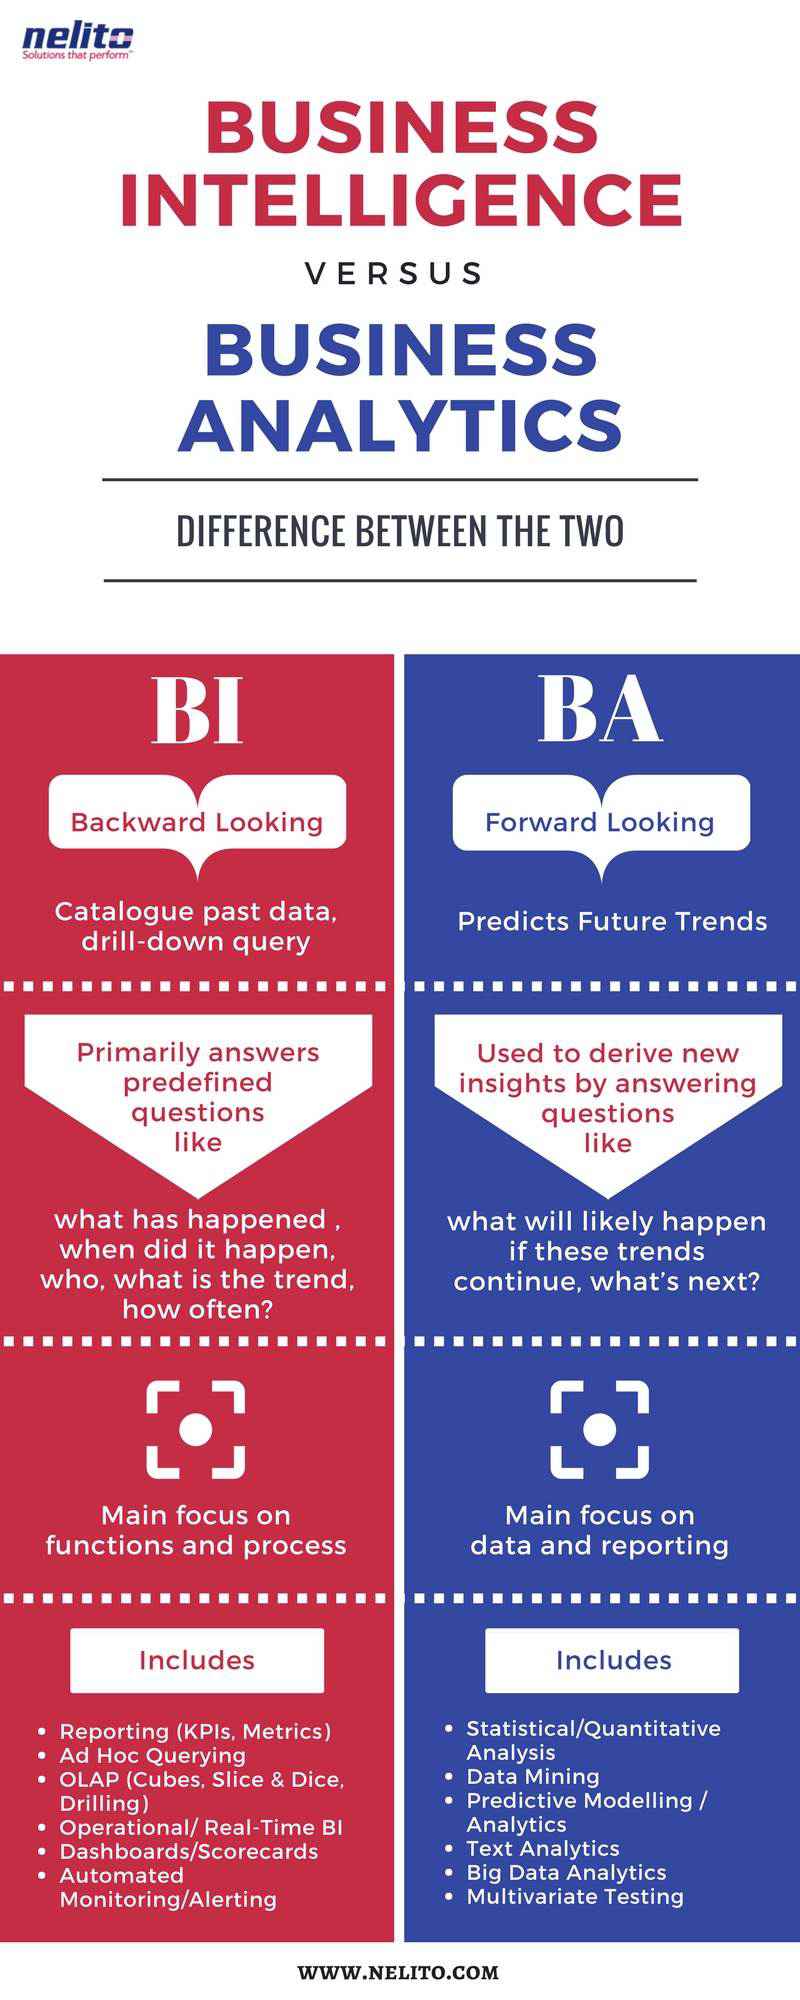 nelito
Solutions that perform™
BUSINESS
INTELLIGENCE
VERSUS
BUSINESS
ANALYTICS
DIFFERENCE BETWEEN THE TWO
BI
Backward Looking
Catalogue past data,
drill-down query
Primarily answers
predefined
questions
like
what has happened ,
when did it happen,
who, what is the trend,
how often?
Main focus on
functions and process
Includes
• Reporting (KPIs, Metrics)
• Ad Hoc Querying
• OLAP (Cubes, Slice & Dice,
Drilling)
• Operational/ Real-Time BI
• Dashboards/Scorecards
• Automated
Monitoring/Alerting
BA
Forward Looking
Predicts Future Trends
Used to derive new
insights by answering
questions
like
what will likely happen
if these trends
continue, what's next?
Main focus on
data and reporting
Includes
• Statistical/Quantitative
Analysis
• Data Mining
• Predictive Modelling /
Analytics
• Text Analytics
• Big Data Analytics
• Multivariate Testing
WWW.NELITO.COM